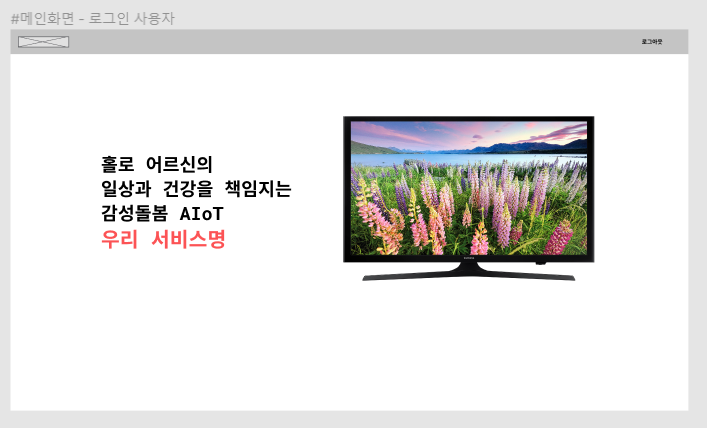 #메인화면 - 로그인 사용자
로그아웃
홀로 어르신의
일상과 건강을 책임지는
감성돌봄 AIoT
우리 서비스명